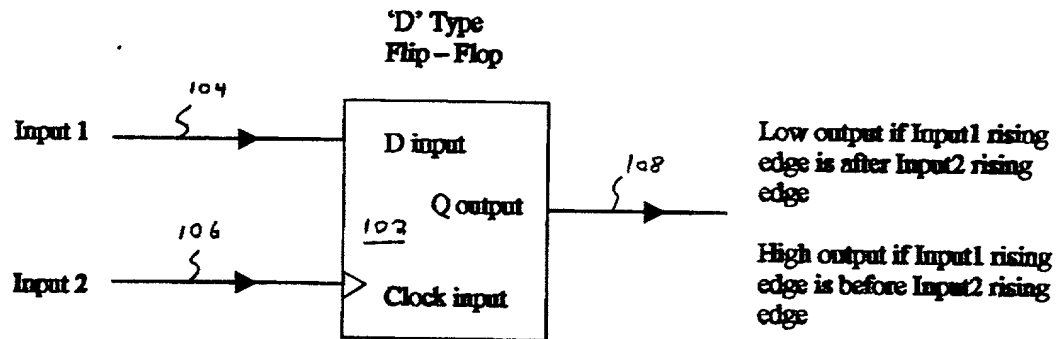 'D' Type
Flip – Flop
104
Input 1
D input
Low output if Input1 rising
edge is after Input2 rising
edge
108
Q output
102
106
Input 2
Clock input
High output if Input1 rising
edge is before Input2 rising
edge